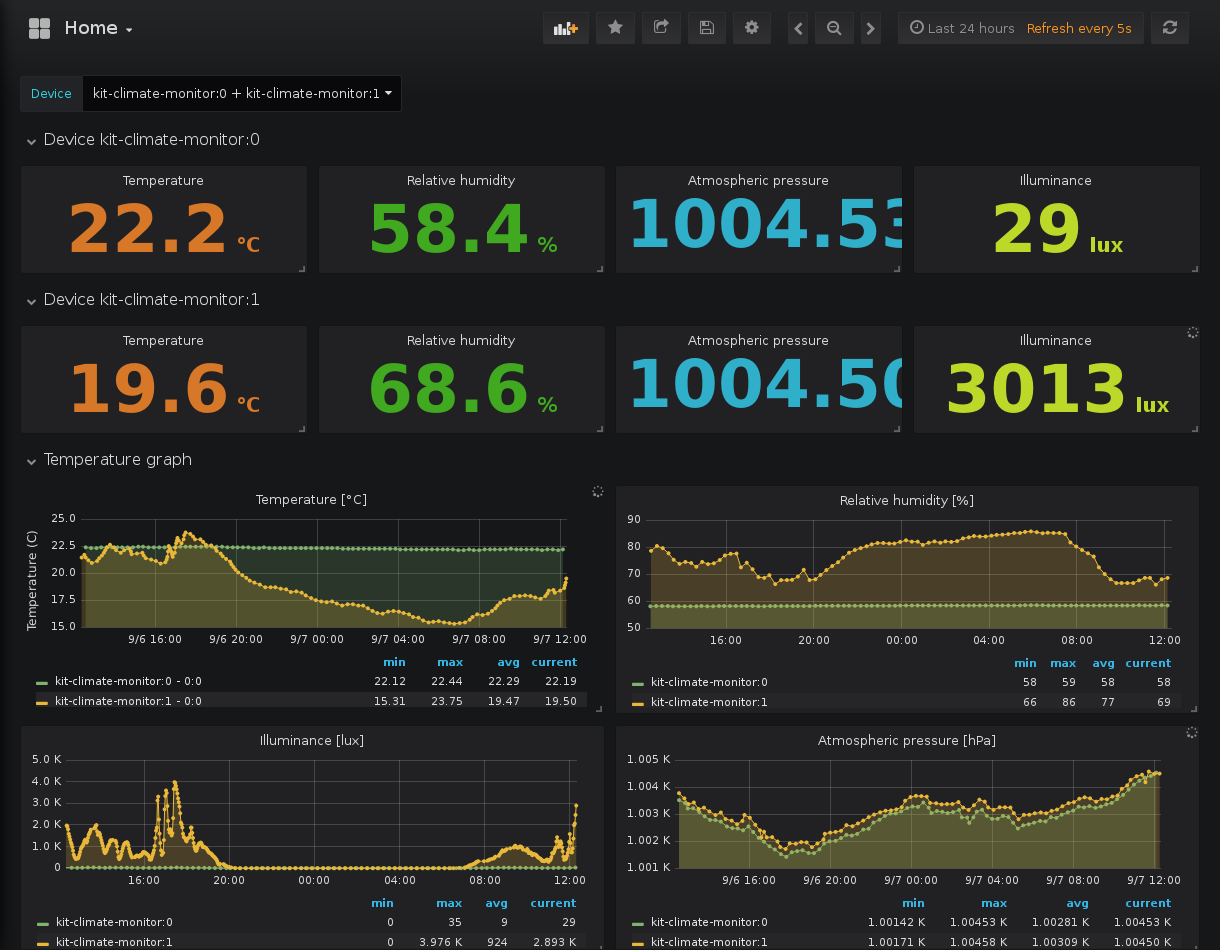 Home
Last 24 hours Refresh every 5s
Device kit-climate-monitor:0 + kit-climate-monitor:1
Device kit-climate-monitor:0
Temperature Relative humidity Atmospheric pressure Illuminance
22.2 °C 58.4 % 1004.53 29 lux
Device kit-climate-monitor:1
Temperature Relative humidity Atmospheric pressure Illuminance
19.6 °C 68.6 % 1004.50 3013 lux
Temperature graph
Temperature [°C]
Temperature (C)
25.0
22.5
20.0
17.5
15.0
9/6 16:00 9/6 20:00 9/7 00:00 9/7 04:00 9/7 08:00 9/7 12:00
min max avg current
kit-climate-monitor:0 - 0:0 22.12 22.44 22.29 22.19
kit-climate-monitor:1 - 0:0 15.31 23.75 19.47 19.50
Relative humidity [%]
90
80
70
60
50
16:00 20:00 00:00 04:00 08:00 12:00
min max avg current
kit-climate-monitor:0 58 59 58 58
kit-climate-monitor:1 66 86 77 69
Illuminance [lux]
5.0 K
4.0 K
3.0 K
2.0 K
1.0 K
0
16:00 20:00 00:00 04:00 08:00 12:00
min max avg current
kit-climate-monitor:0 0 35 9 29
kit-climate-monitor:1 0 3.976 K 924 2.893 K
Atmospheric pressure [hPa]
1.005 K
1.004 K
1.003 K
1.002 K
1.001 K
9/6 16:00 9/6 20:00 9/7 00:00 9/7 04:00 9/7 08:00 9/7 12:00
min max avg current
kit-climate-monitor:0 1.00142 K 1.00453 K 1.00281 K 1.00453 K
kit-climate-monitor:1 1.00171 K 1.00458 K 1.00309 K 1.00450 K